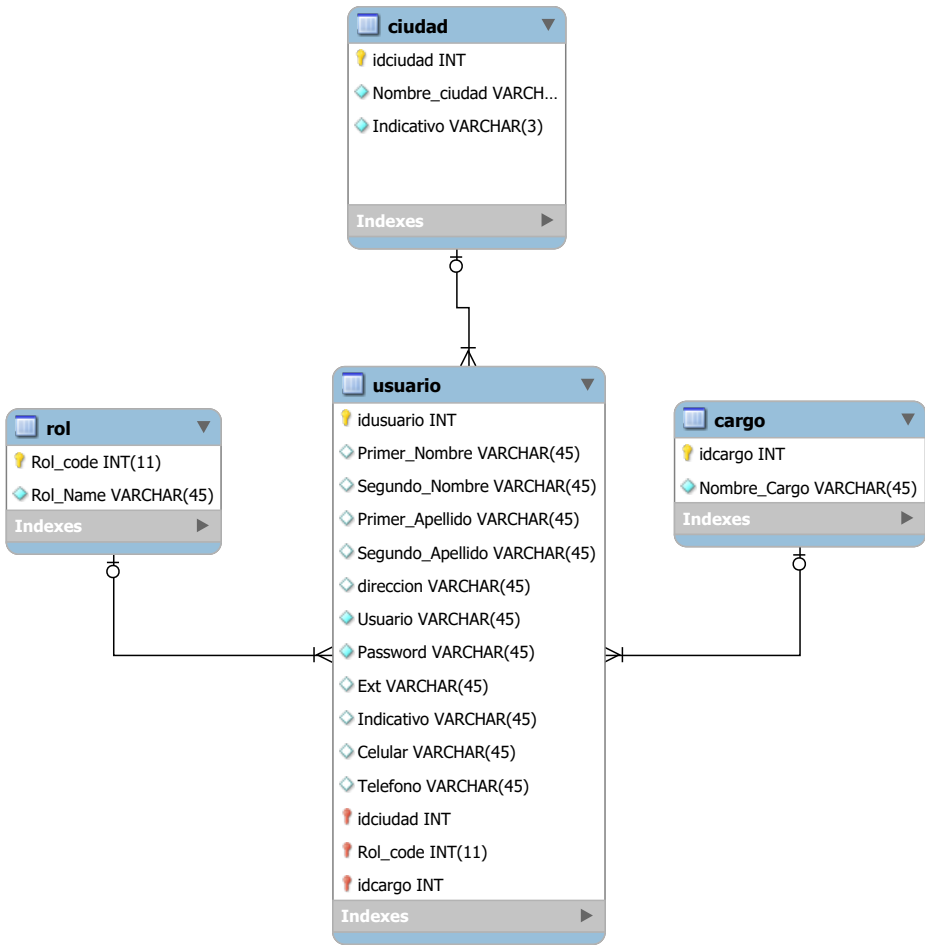 ciudad
idciudad INT
Nombre_ciudad VARCH...
Indicativo VARCHAR(3)
Indexes
rol
Rol_code INT(11)
Rol_Name VARCHAR(45)
Indexes
usuario
idusuario INT
Primer_Nombre VARCHAR(45)
Segundo_Nombre VARCHAR(45)
Primer_Apellido VARCHAR(45)
Segundo_Apellido VARCHAR(45)
direccion VARCHAR(45)
Usuario VARCHAR(45)
Password VARCHAR(45)
Ext VARCHAR(45)
Indicativo VARCHAR(45)
Celular VARCHAR(45)
Telefono VARCHAR(45)
idciudad INT
Rol_code INT(11)
idcargo INT
Indexes
cargo
idcargo INT
Nombre_Cargo VARCHAR(45)
Indexes